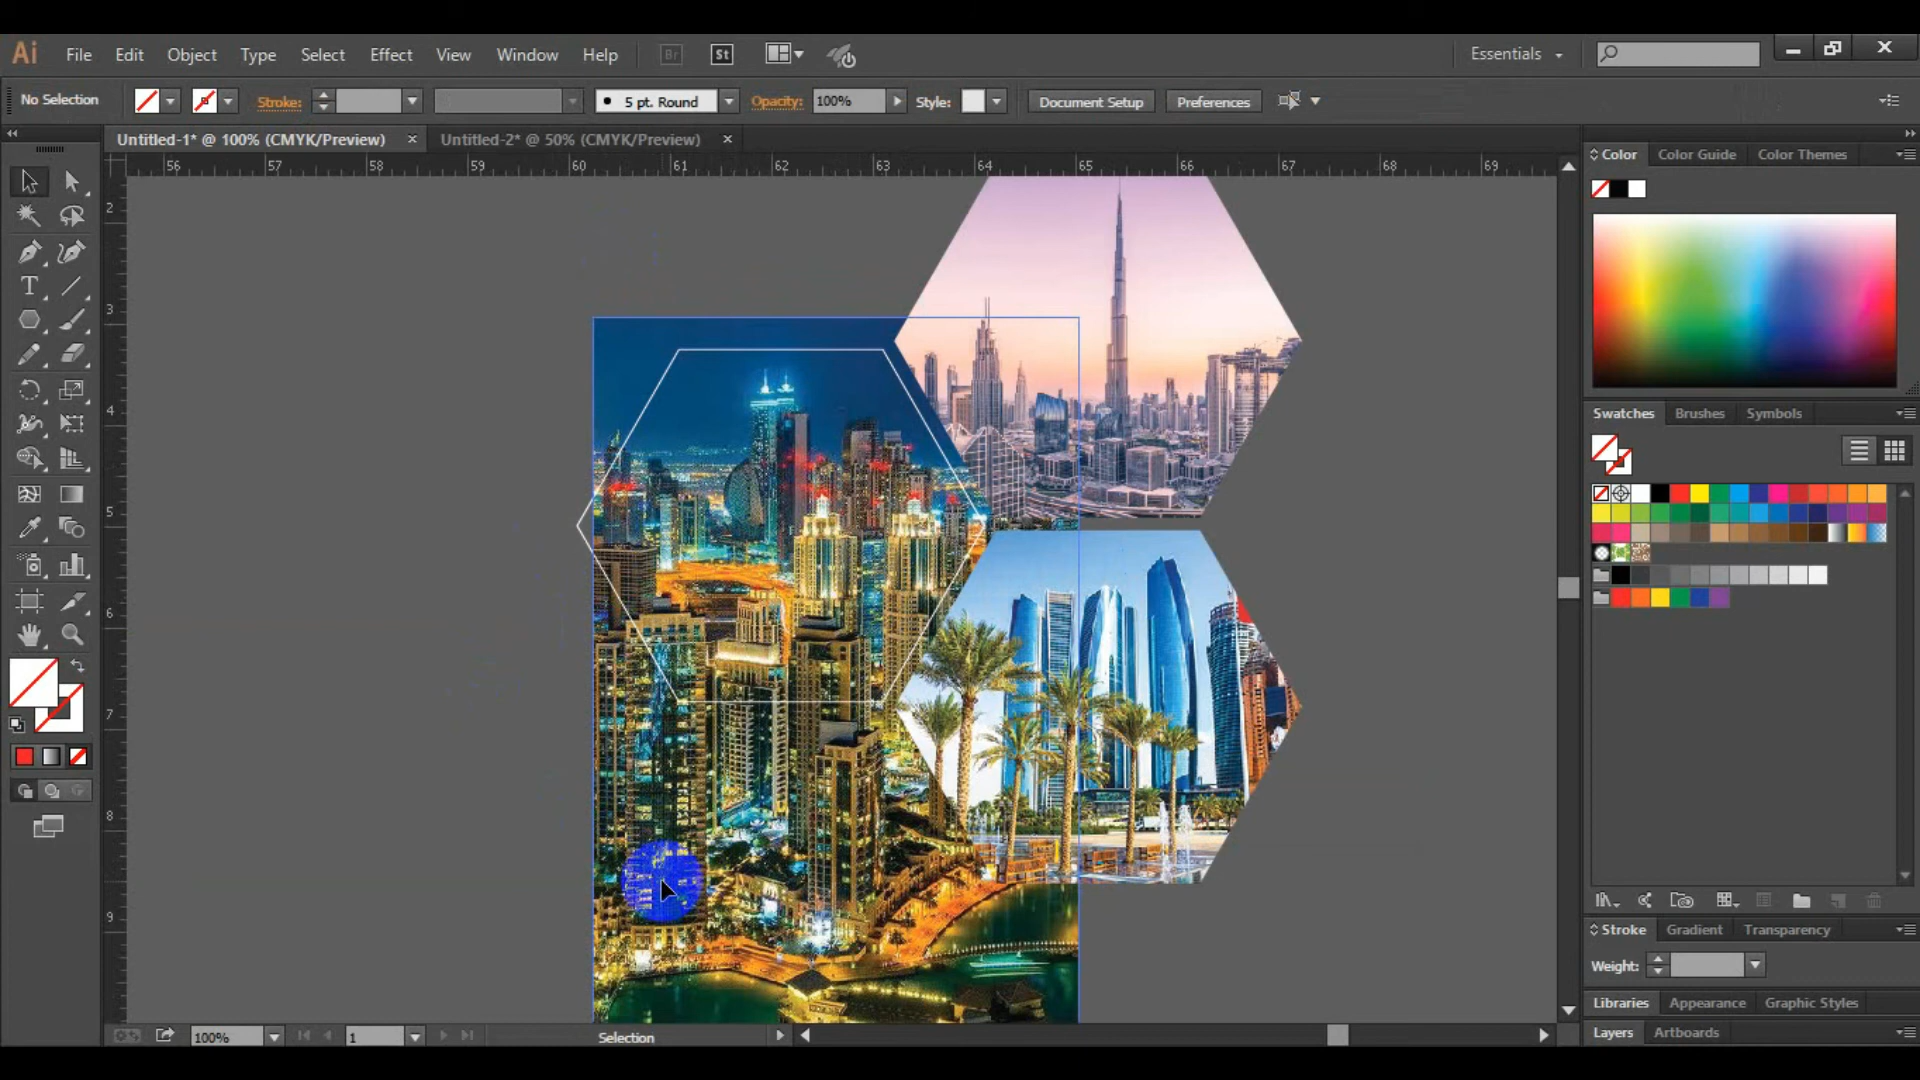 Ai File Edit Object Type Select Effect View Window Help Br St Essentials
No Selection Stroke: 5 pt. Round Opacity: 100% Style: Document Setup Preferences
Untitled-1* @ 100% (CMYK/Preview) × Untitled-2* @ 50% (CMYK/Preview) ×
56 57 58 59 60 61 62 63 64 65 66 67 68 69
Color Color Guide Color Themes
2
3
4
5
6
7
8
9
Swatches Brushes Symbols
Stroke Gradient Transparency
Weight:
Libraries Appearance Graphic Styles
Layers Artboards
100% 1 Selection